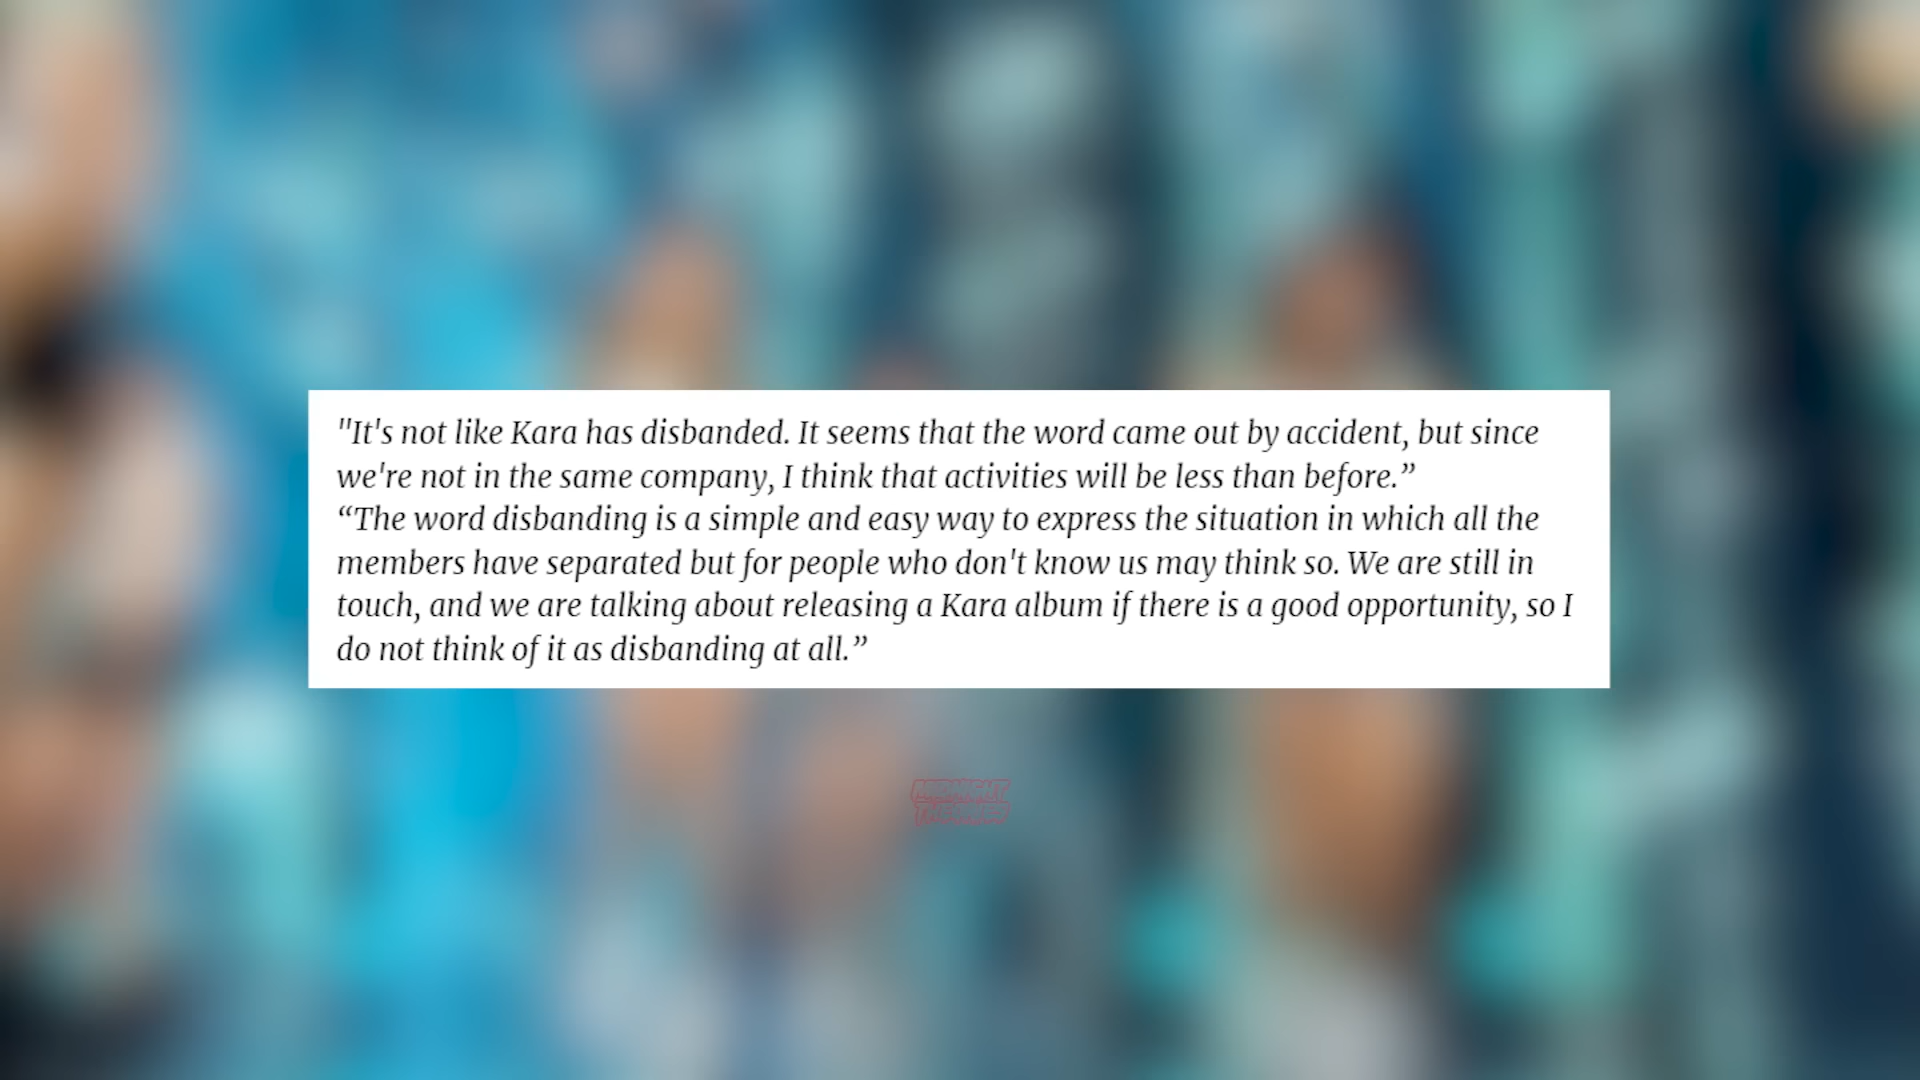 "It's not like Kara has disbanded. It seems that the word came out by accident, but since
we're not in the same company, I think that activities will be less than before.”
“The word disbanding is a simple and easy way to express the situation in which all the
members have separated but for people who don't know us may think so. We are still in
touch, and we are talking about releasing a Kara album if there is a good opportunity, so I
do not think of it as disbanding at all.”